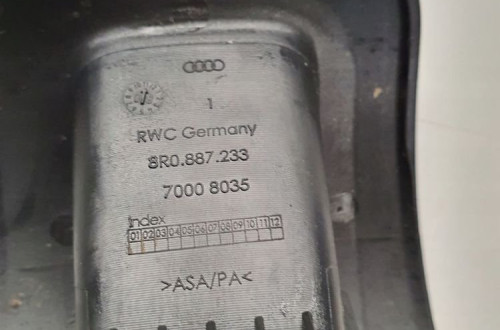 1
RWC Germany
8R0.887.233
7000 8035
Index
01 02 03 04 05 06 07 08 09 10 11 12
>ASA/PA<